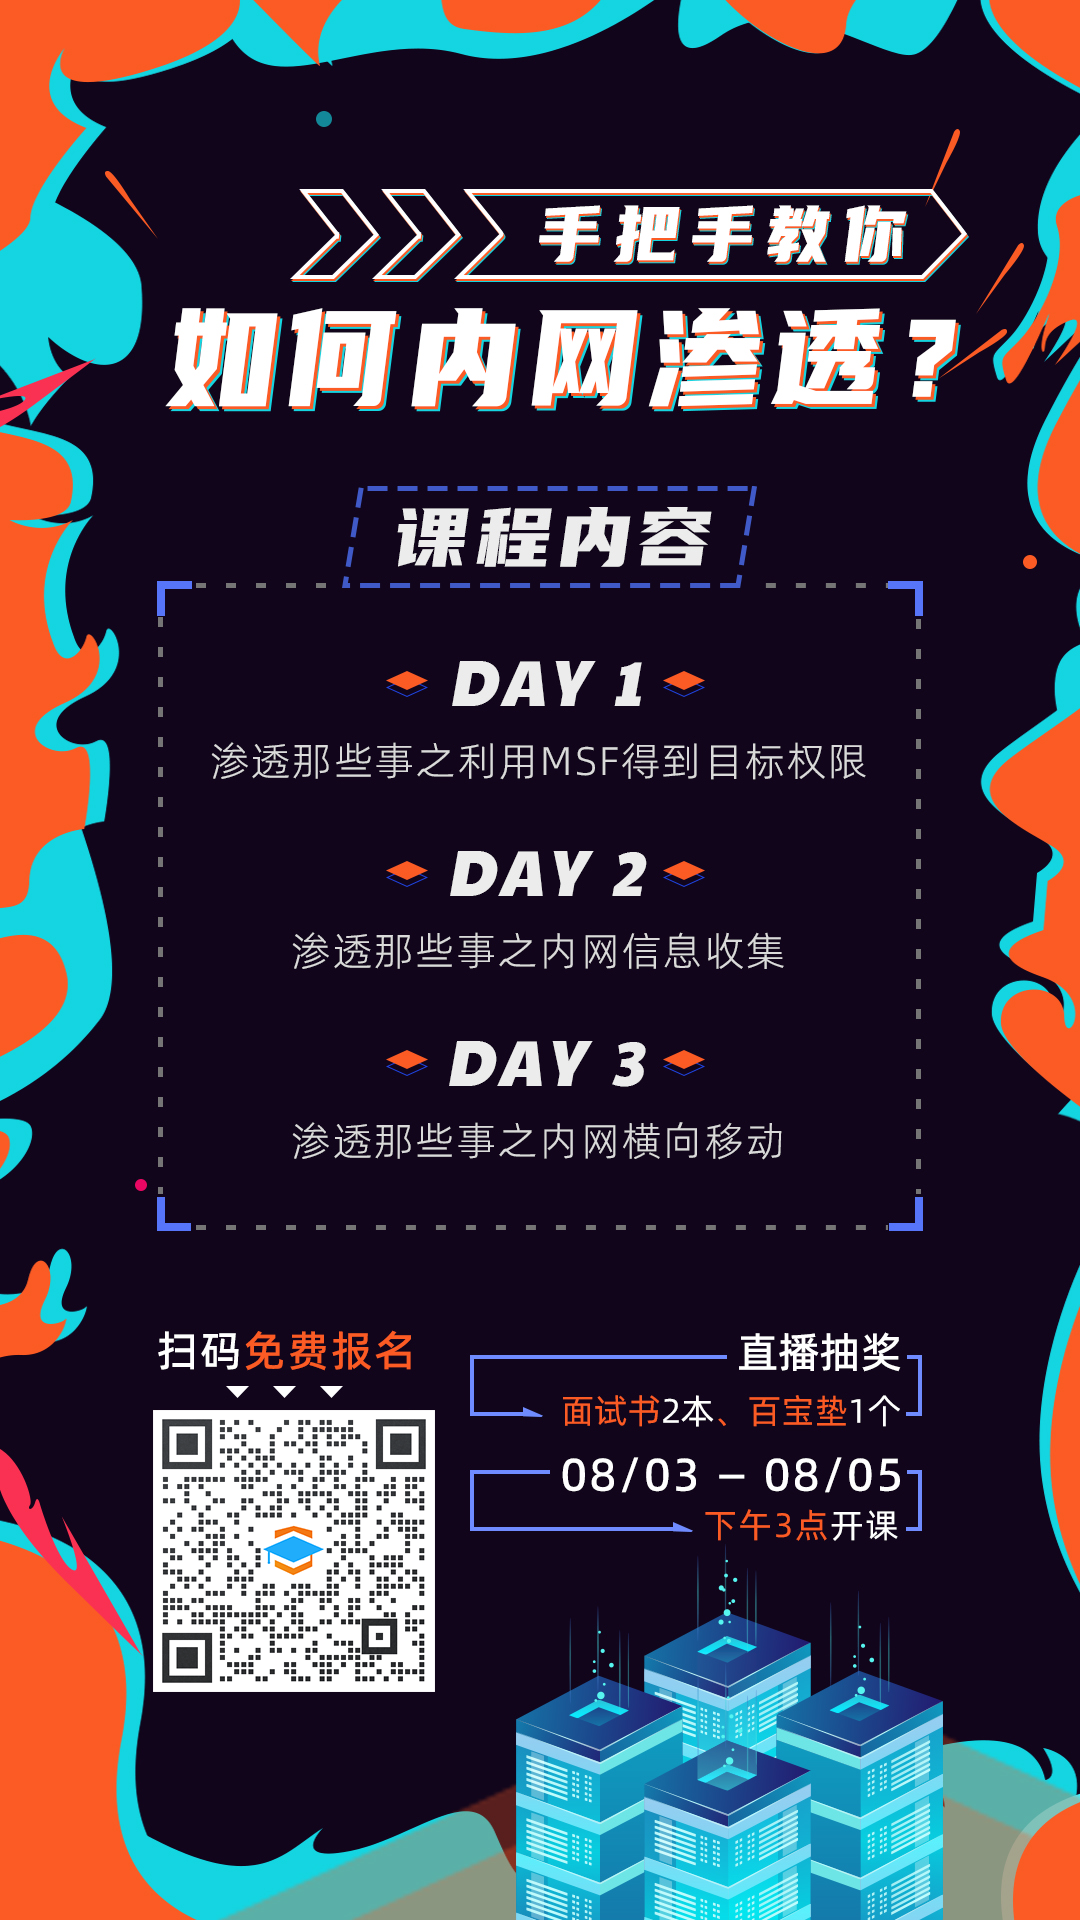 手把手教你
如何内网渗透?
课程内容
DAY 1
渗透那些事之利用MSF得到目标权限
DAY 2
渗透那些事之内网信息收集
DAY 3
渗透那些事之内网横向移动
扫码免费报名
直播抽奖
面试书2本、百宝垫1个
08/03 – 08/05
下午3点开课